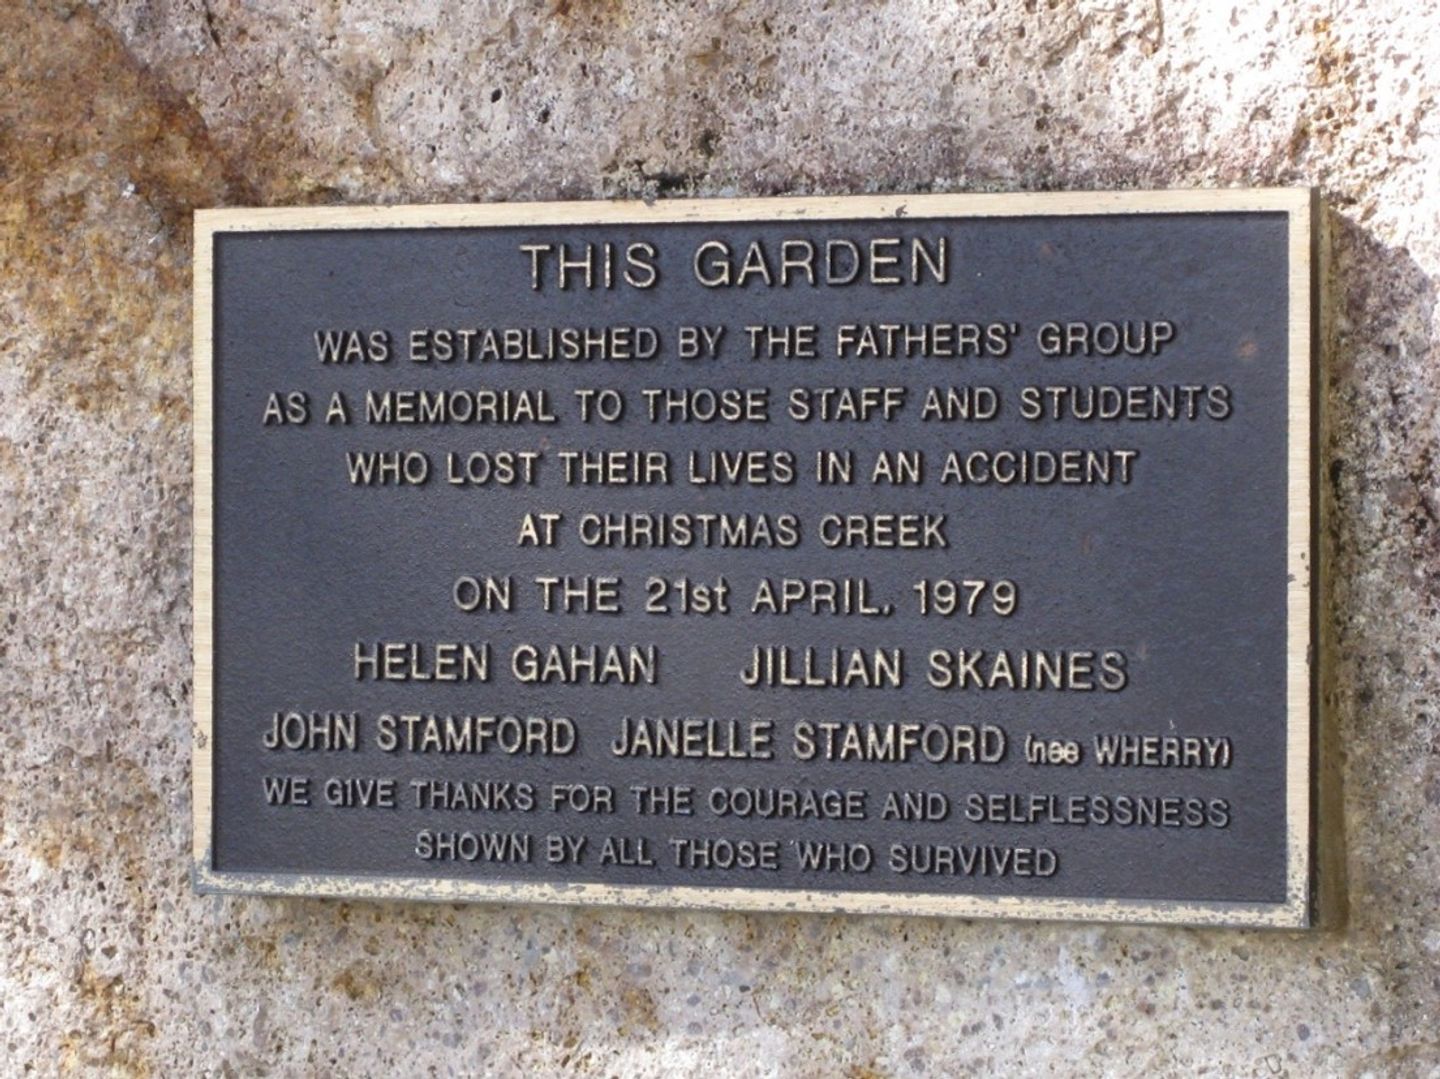 THIS GARDEN
WAS ESTABLISHED BY THE FATHERS' GROUP
AS A MEMORIAL TO THOSE STAFF AND STUDENTS
WHO LOST THEIR LIVES IN AN ACCIDENT
AT CHRISTMAS CREEK
ON THE 21st APRIL, 1979
HELEN GAHAN JILLIAN SKAINES
JOHN STAMFORD JANELLE STAMFORD (nee WHERRY)
WE GIVE THANKS FOR THE COURAGE AND SELFLESSNESS
SHOWN BY ALL THOSE WHO SURVIVED